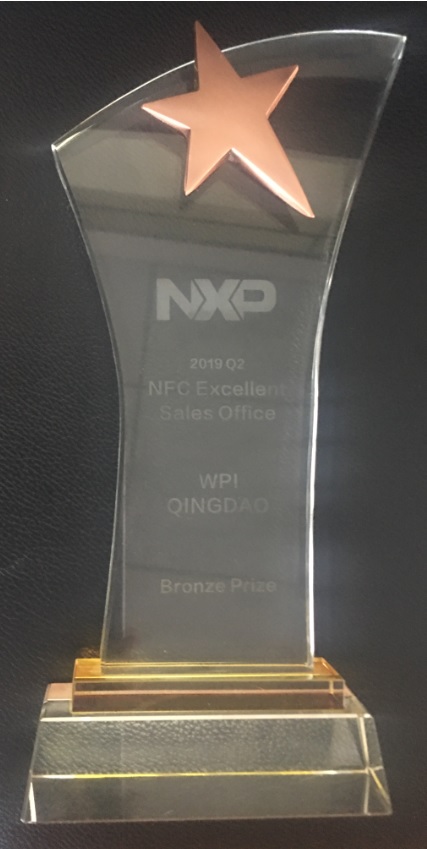 NXP
2019 Q2
NFC Excellent
Sales Office
WPI
QINGDAO
Bronze Prize